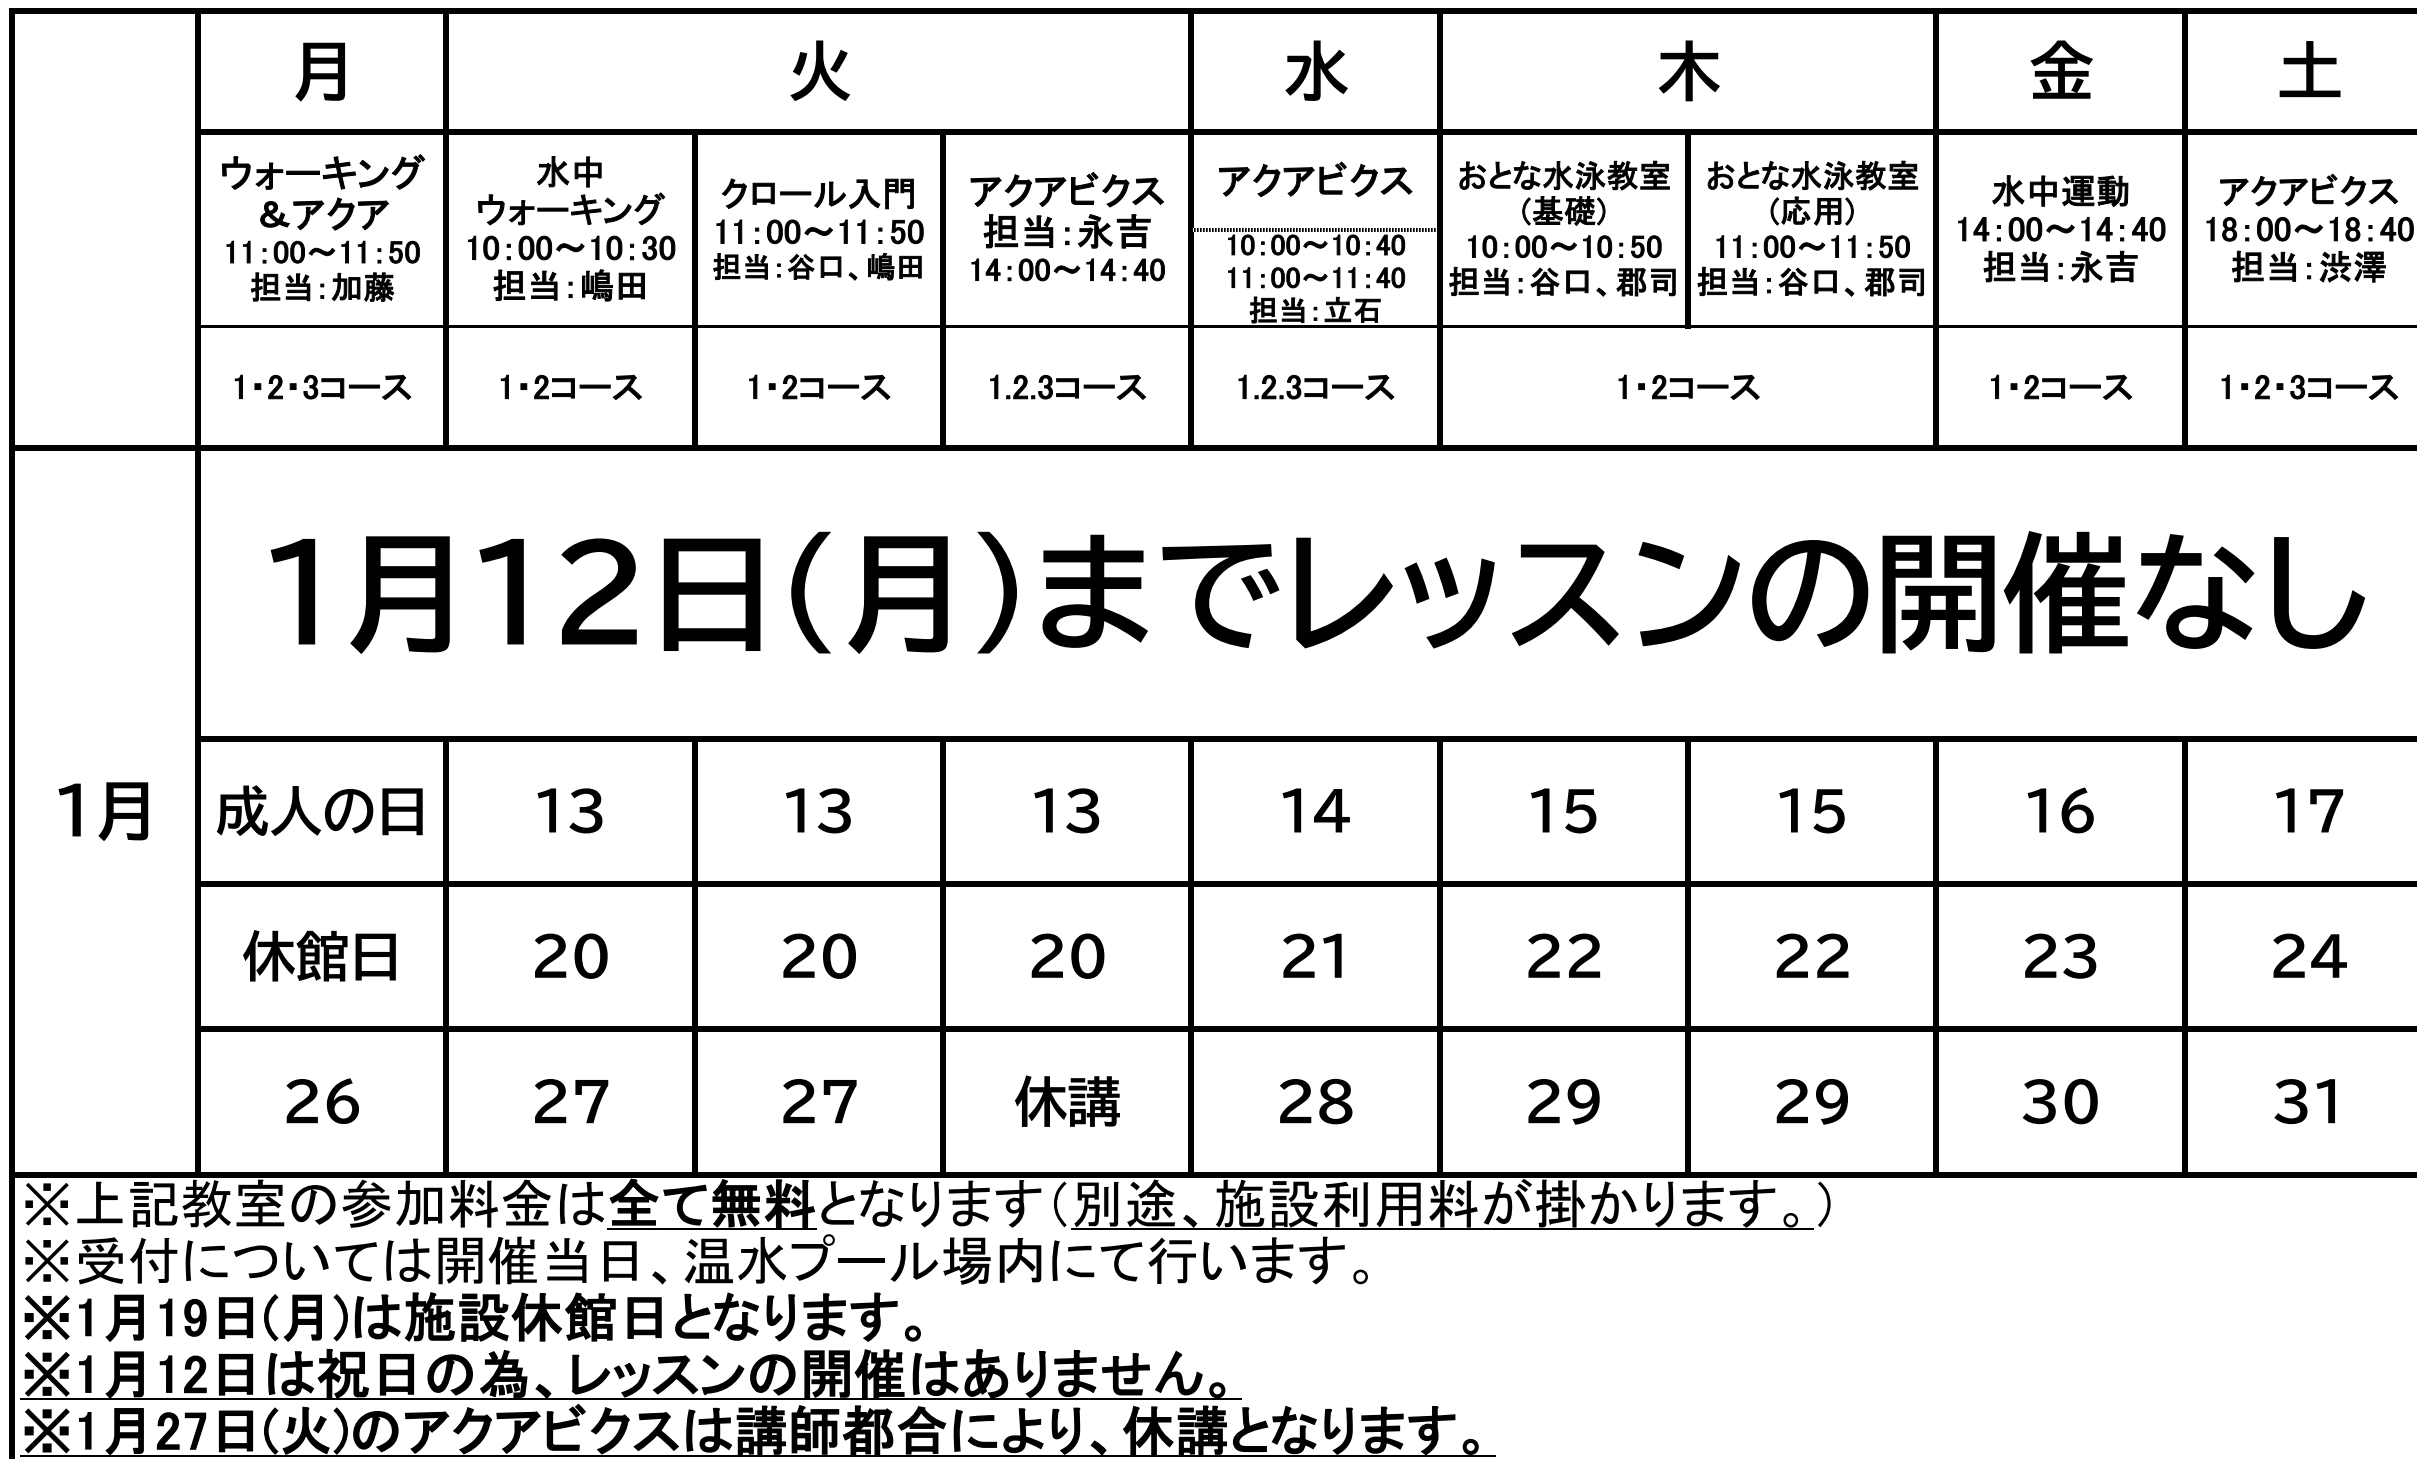 月 火 水 木 金 土
ウォーキング
＆アクア
11：00～11：50
担当：加藤
水中
ウォーキング
10：00～10：30
担当：嶋田
クロール入門
11：00～11：50
担当：谷口、嶋田
アクアビクス
担当：永吉
14：00～14：40
アクアビクス
10：00～10：40
11：00～11：40
担当：立石
おとな水泳教室
（基礎）
10：00～10：50
担当：谷口、郡司
おとな水泳教室
（応用）
11：00～11：50
担当：谷口、郡司
水中運動
14：00～14：40
担当：永吉
アクアビクス
18：00～18：40
担当：渋澤
1・2・3コース 1・2コース 1・2コース 1.2.3コース 1.2.3コース 1・2コース 1・2コース 1・2・3コース
1月
1月12日（月）までレッスンの開催なし
成人の日 13 13 13 14 15 15 16 17
休館日 20 20 20 21 22 22 23 24
26 27 27 休講 28 29 29 30 31
※上記教室の参加料金は全て無料となります（別途、施設利用料が掛かります。）
※受付については開催当日、温水プール場内にて行います。
※1月19日(月)は施設休館日となります。
※1月12日は祝日の為、レッスンの開催はありません。
※1月27日(火)のアクアビクスは講師都合により、休講となります。